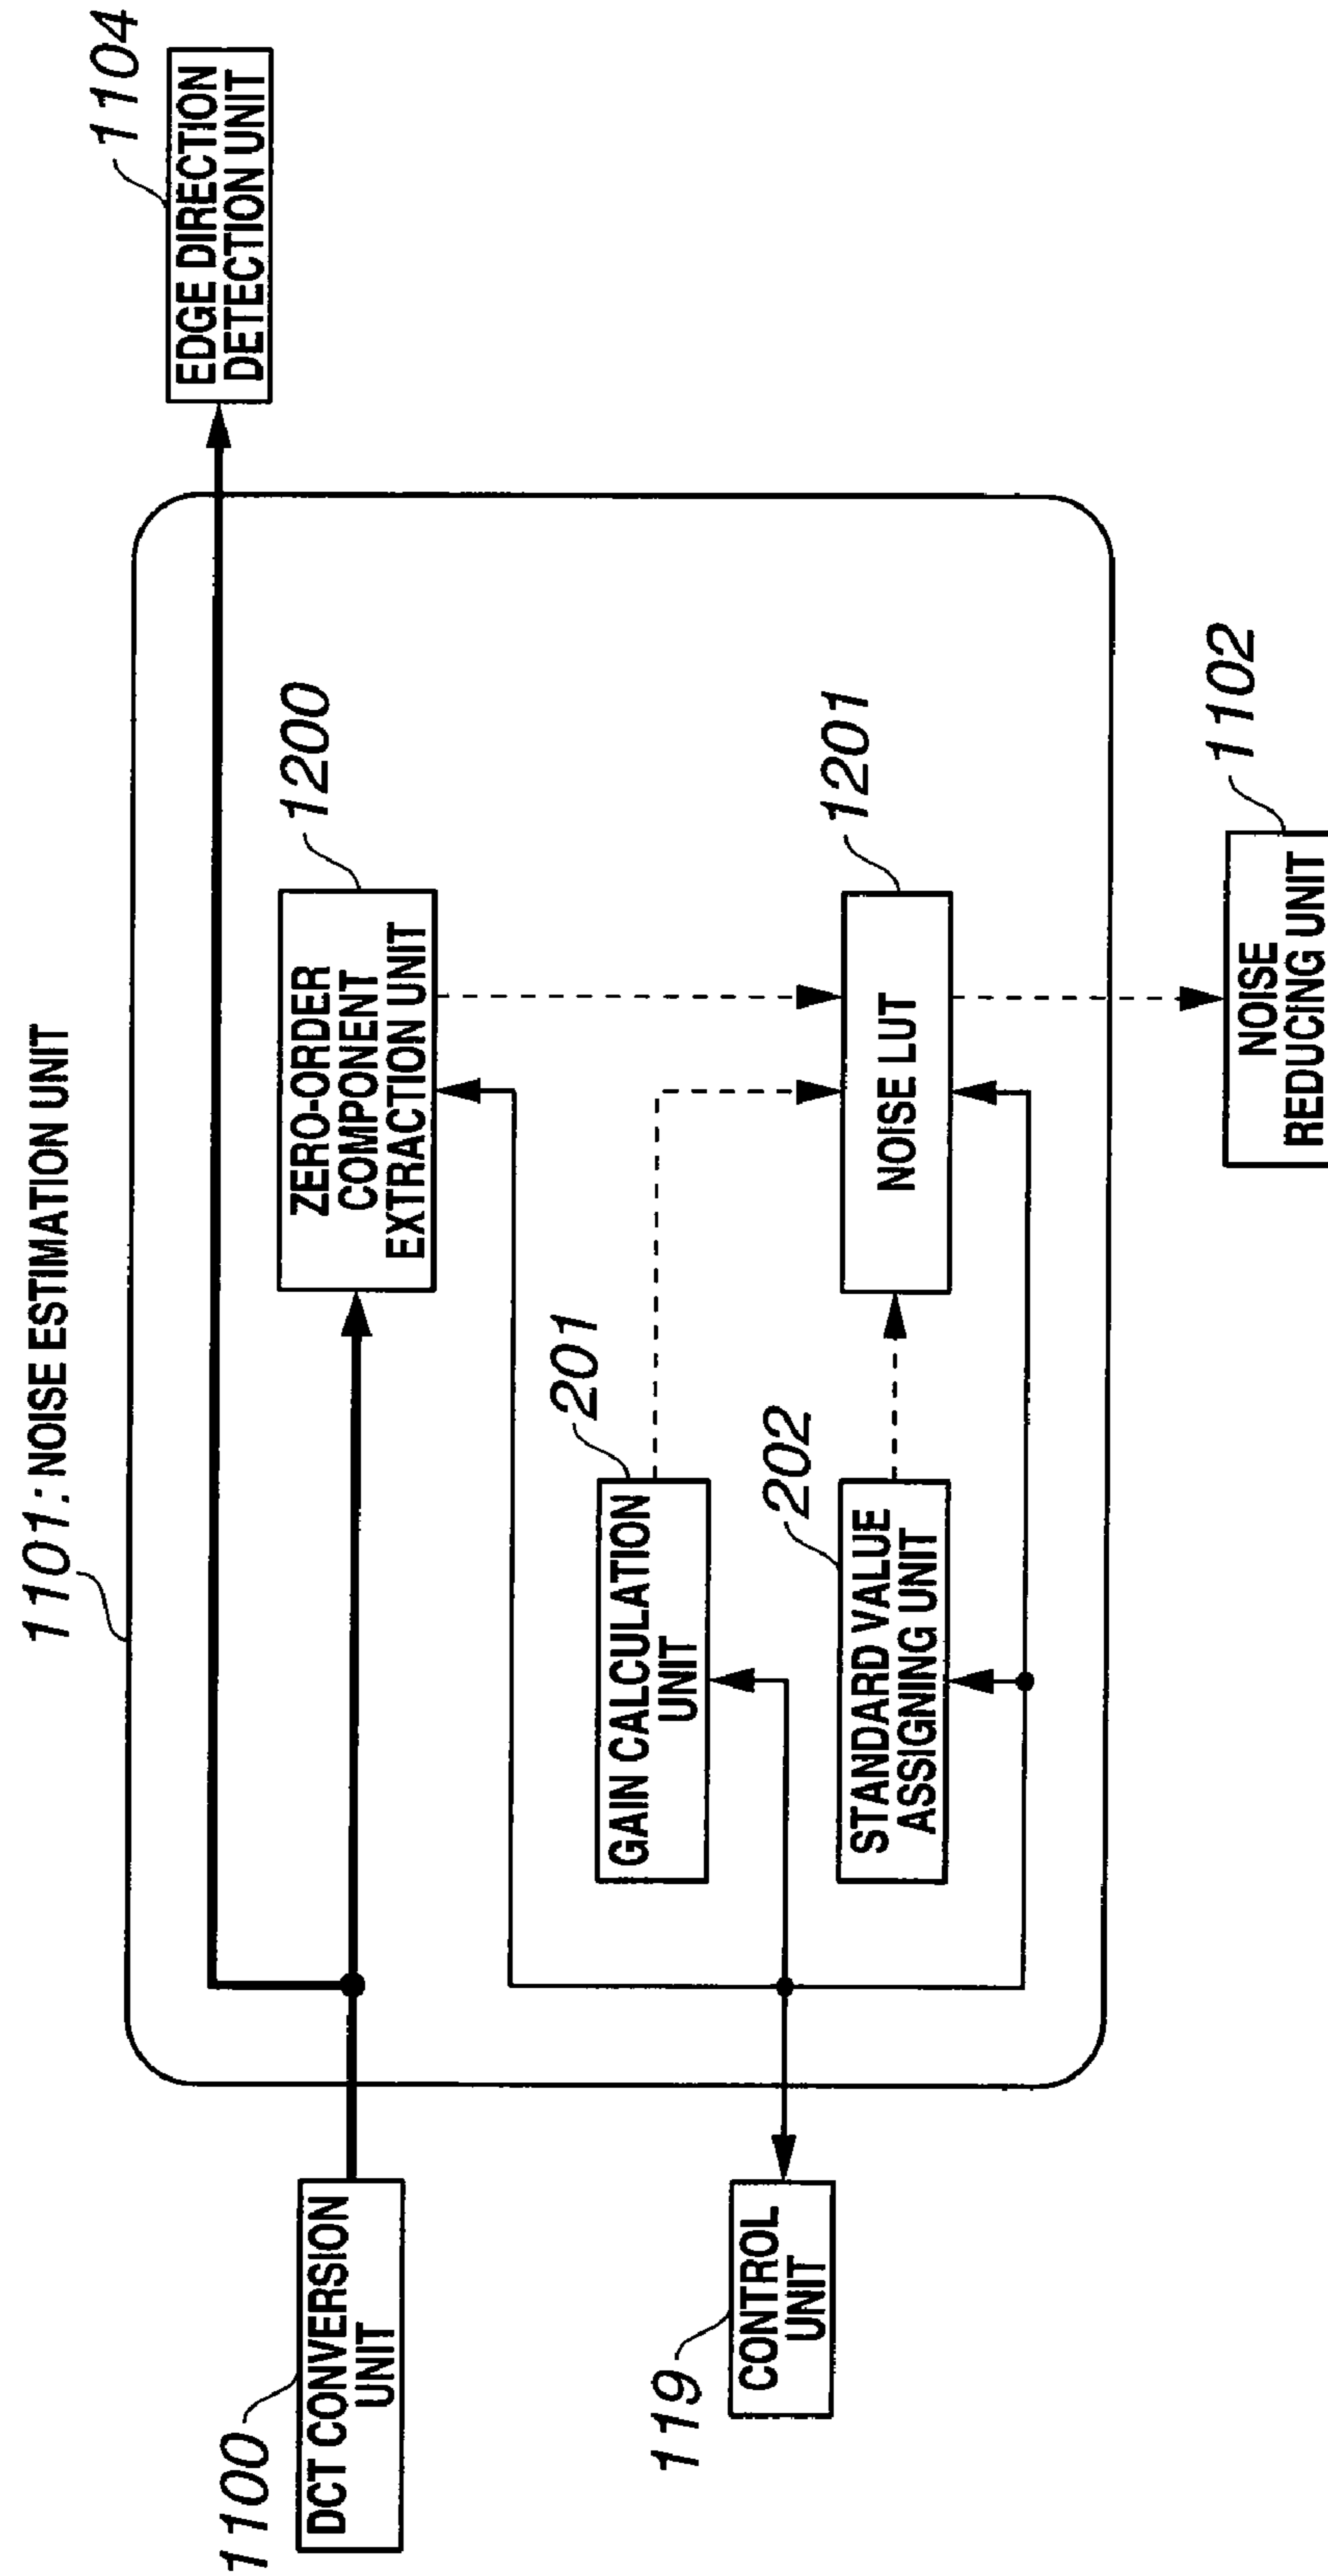 1101: NOISE ESTIMATION UNIT
1100
DCT CONVERSION
UNIT
1104
EDGE DIRECTION
DETECTION UNIT
1200
ZERO-ORDER
COMPONENT
EXTRACTION UNIT
201
GAIN CALCULATION
UNIT
119
CONTROL
UNIT
202
STANDARD VALUE
ASSIGNING UNIT
1201
NOISE LUT
1102
NOISE
REDUCING UNIT